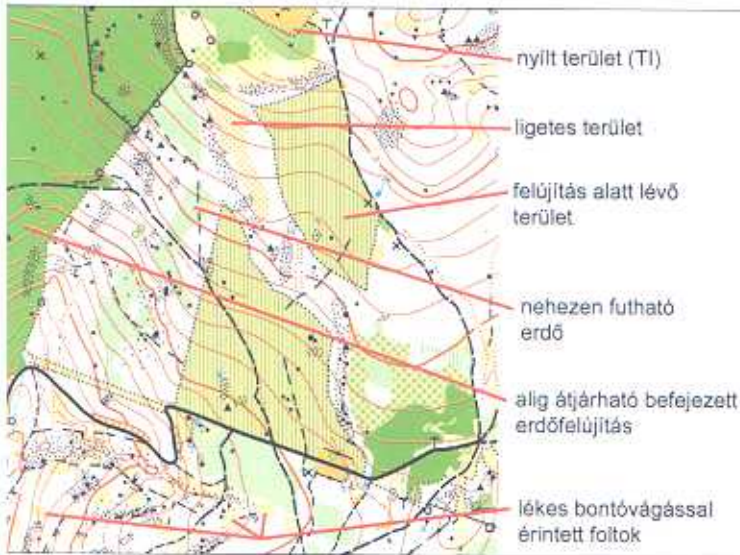 nyílt terület (TI)
ligetes terület
felújítás alatt lévő
terület
nehezen futható
erdő
alig átjárható befejezett
erdőfelújítás
lékes bontóvágással
érintett foltok